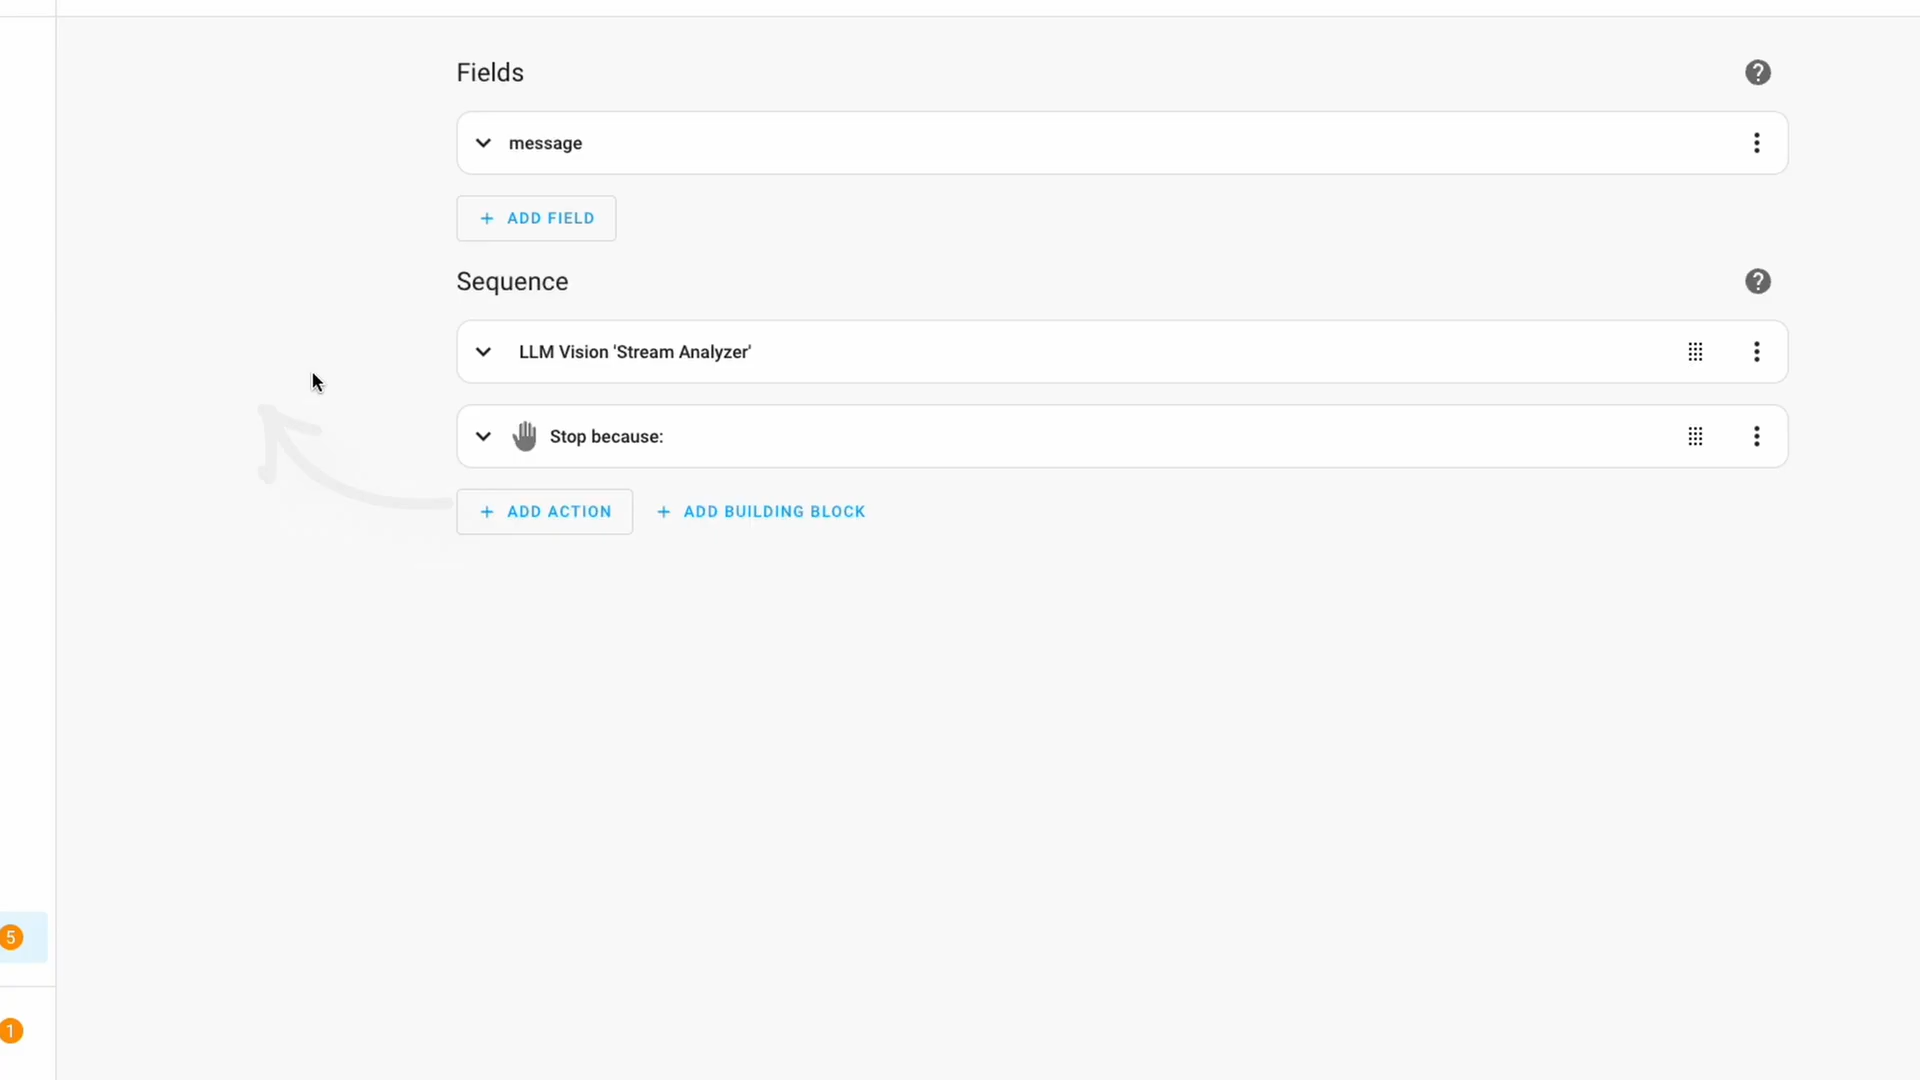 Fields
message
+ ADD FIELD
Sequence
LLM Vision 'Stream Analyzer'
Stop because:
+ ADD ACTION + ADD BUILDING BLOCK
5
1